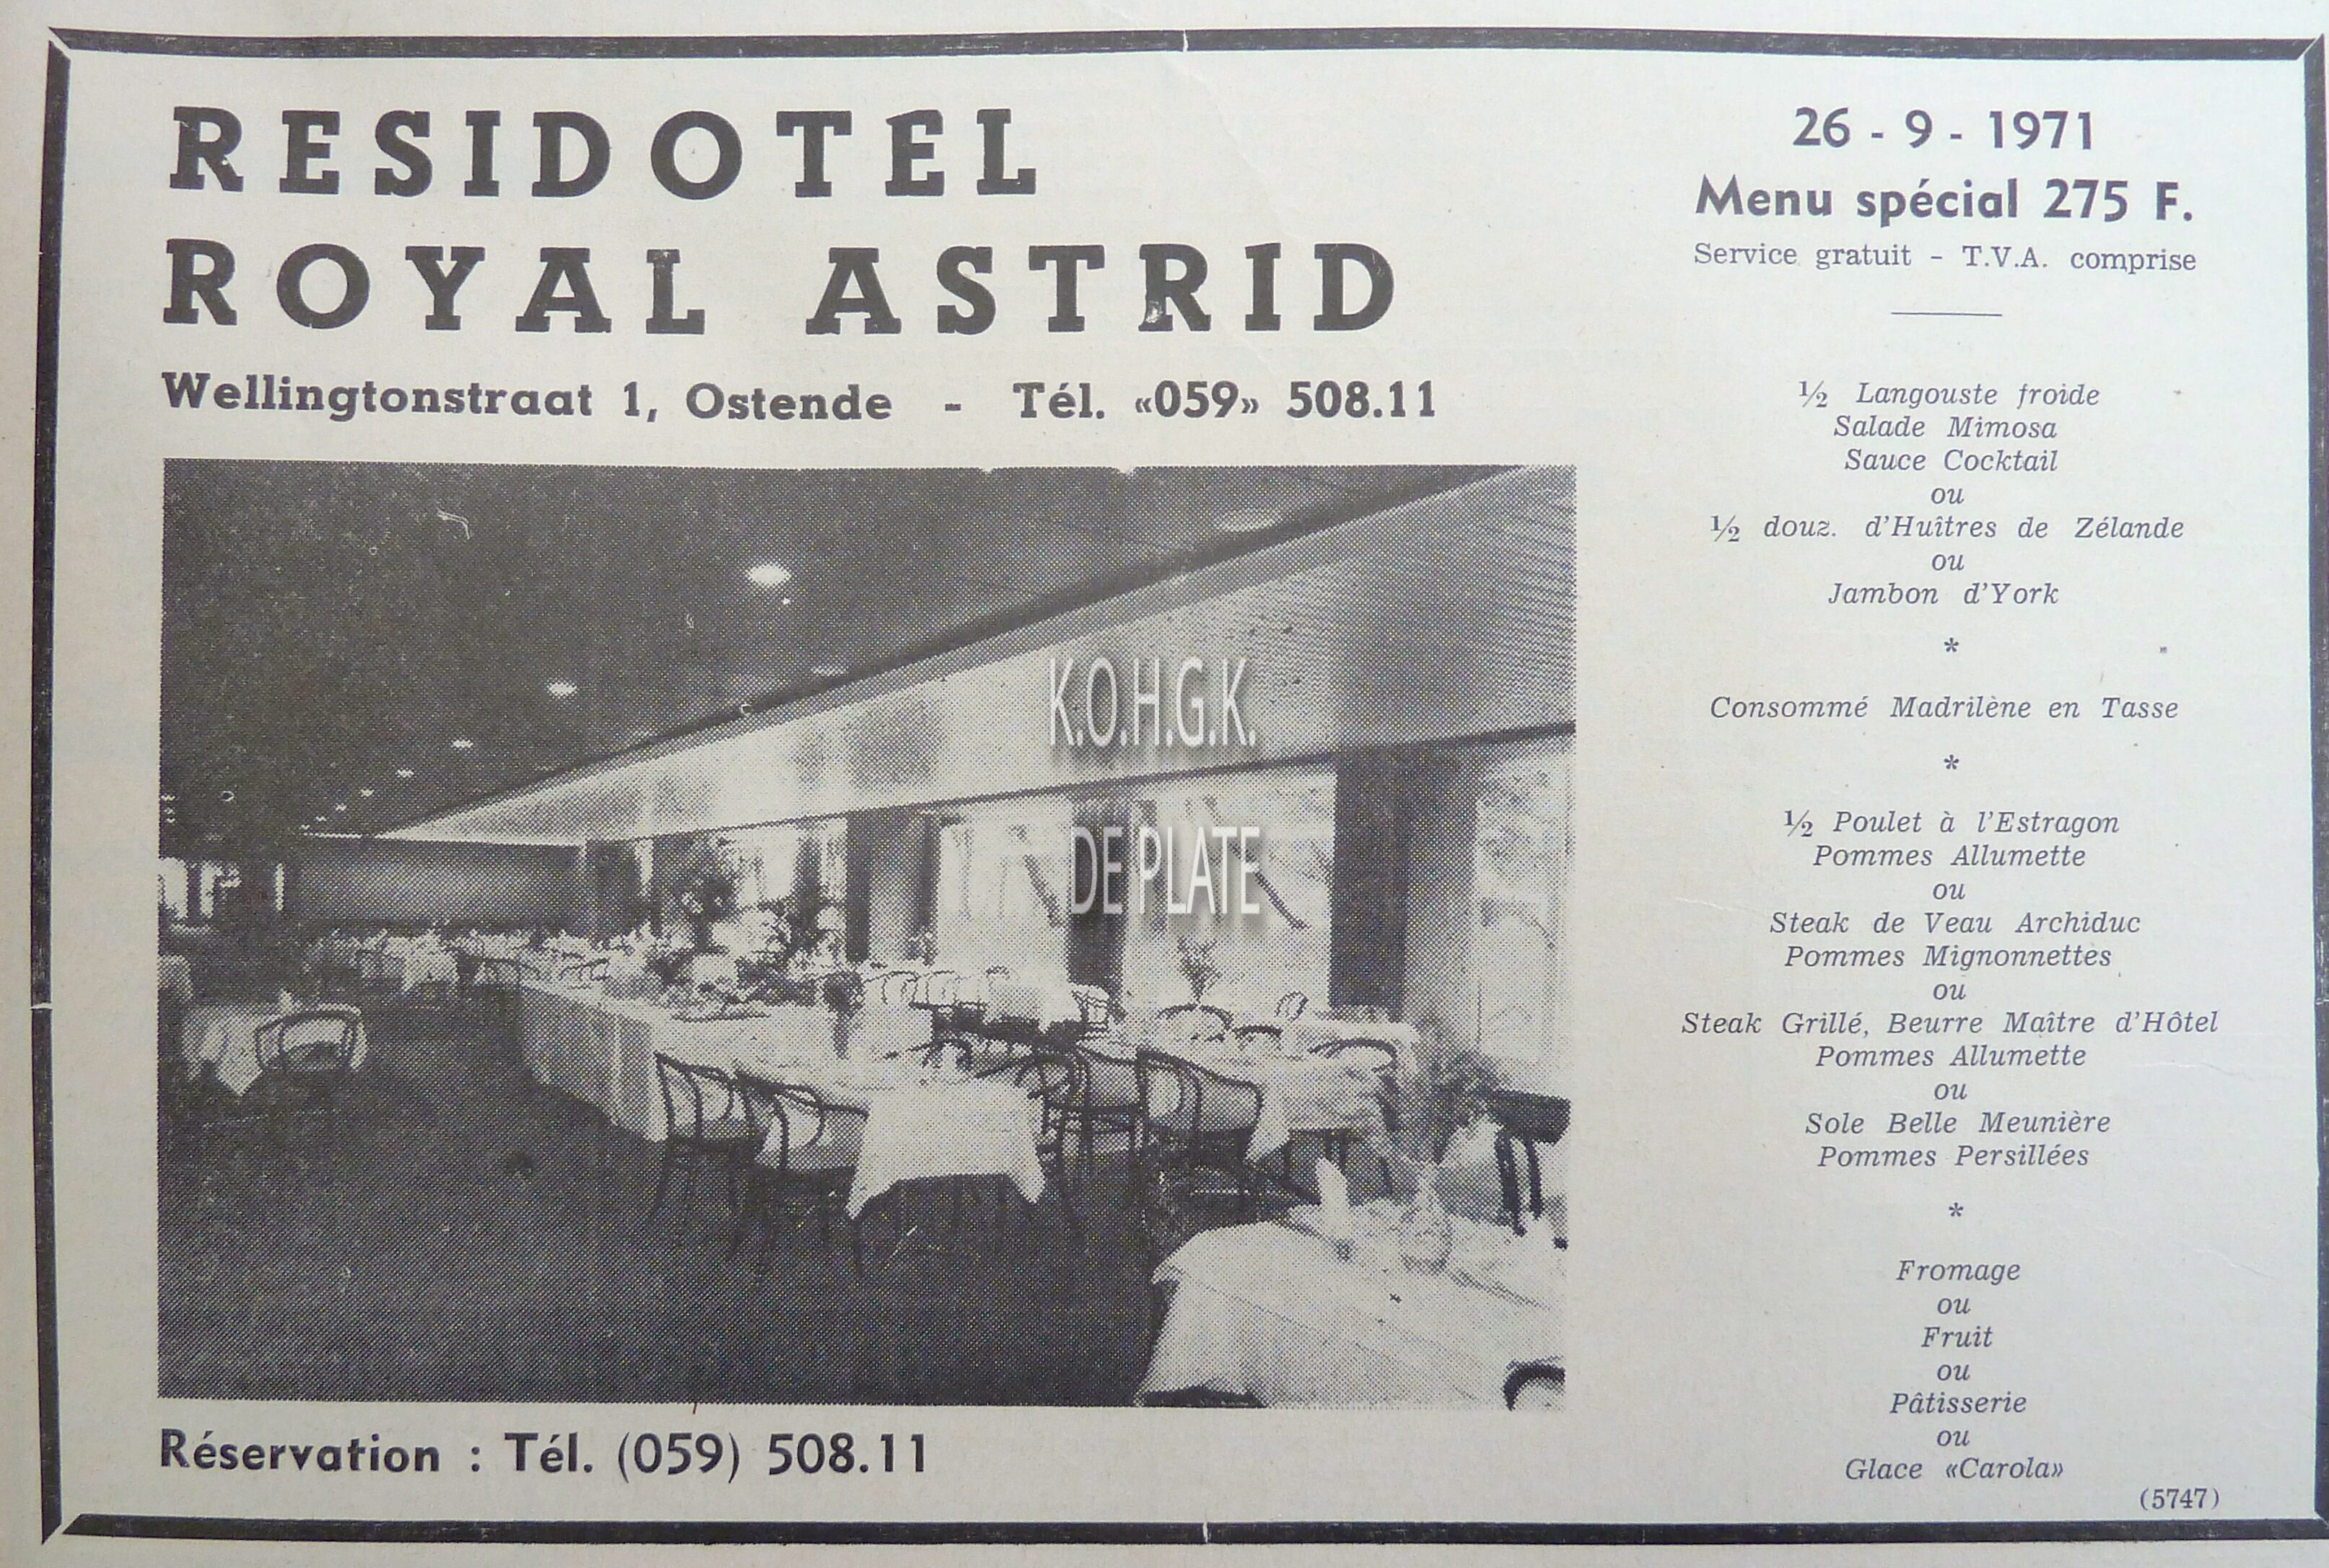 RESIDOTEL
ROYAL ASTRID
Wellingtonstraat 1, Ostende - Tél. «059» 508.11
K.O.H.G.K.
DE PLATE
Réservation : Tél. (059) 508.11
26 - 9 - 1971
Menu spécial 275 F.
Service gratuit - T.V.A. comprise
½ Langouste froide
Salade Mimosa
Sauce Cocktail
ou
½ douz. d'Huîtres de Zélande
ou
Jambon d'York
*
Consommé Madrilène en Tasse
*
½ Poulet à l'Estragon
Pommes Allumette
ou
Steak de Veau Archiduc
Pommes Mignonnettes
ou
Steak Grillé, Beurre Maître d'Hôtel
Pommes Allumette
ou
Sole Belle Meunière
Pommes Persillées
*
Fromage
ou
Fruit
ou
Pâtisserie
ou
Glace «Carola»
(5747)